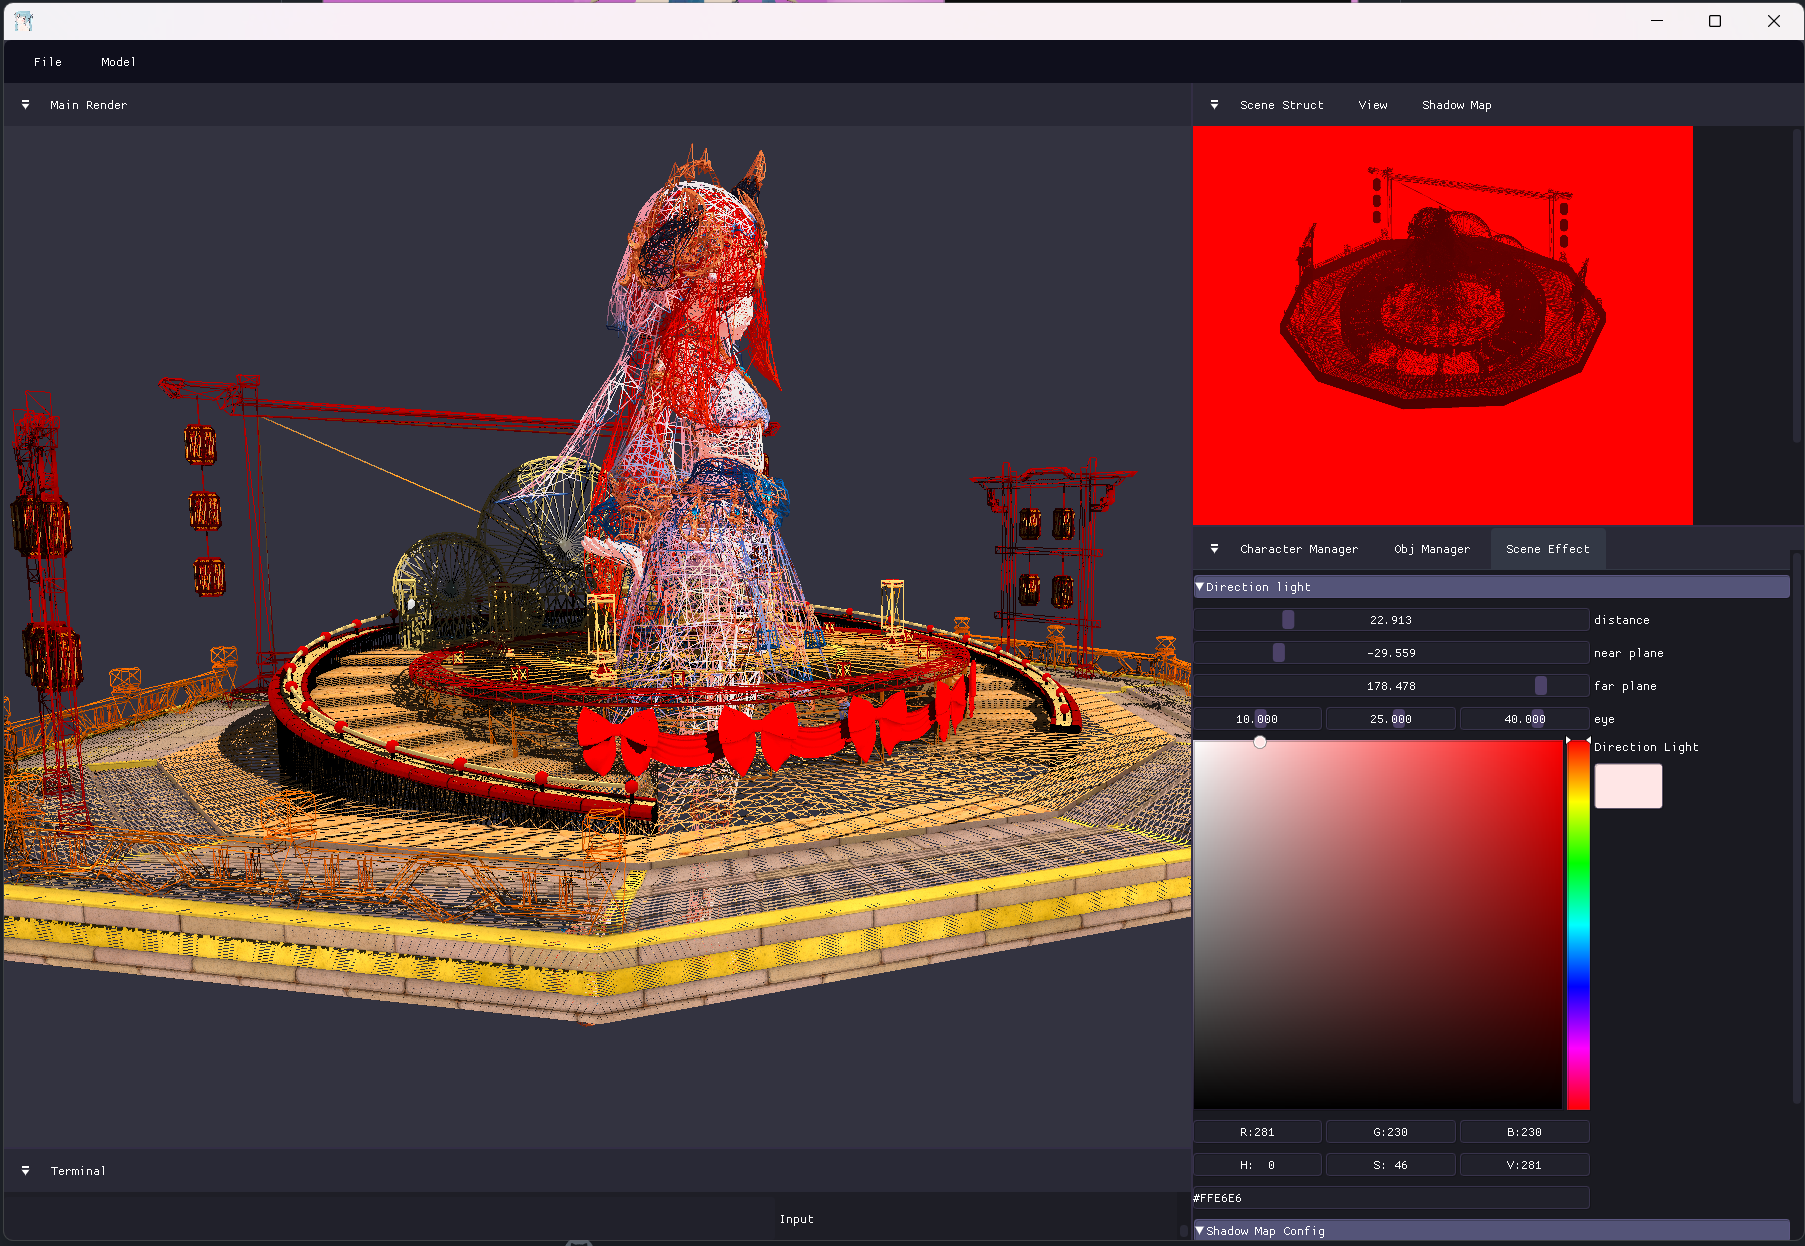 File Model
Main Render
Scene Struct View Shadow Map
Character Manager Obj Manager Scene Effect
Direction light
22.913 distance
-29.559 near plane
178.478 far plane
10.000 25.000 40.000 eye
Direction Light
R:281 G:230 B:230
H: 0 S: 46 V:281
#FFE6E6
Shadow Map Config
Terminal
Input